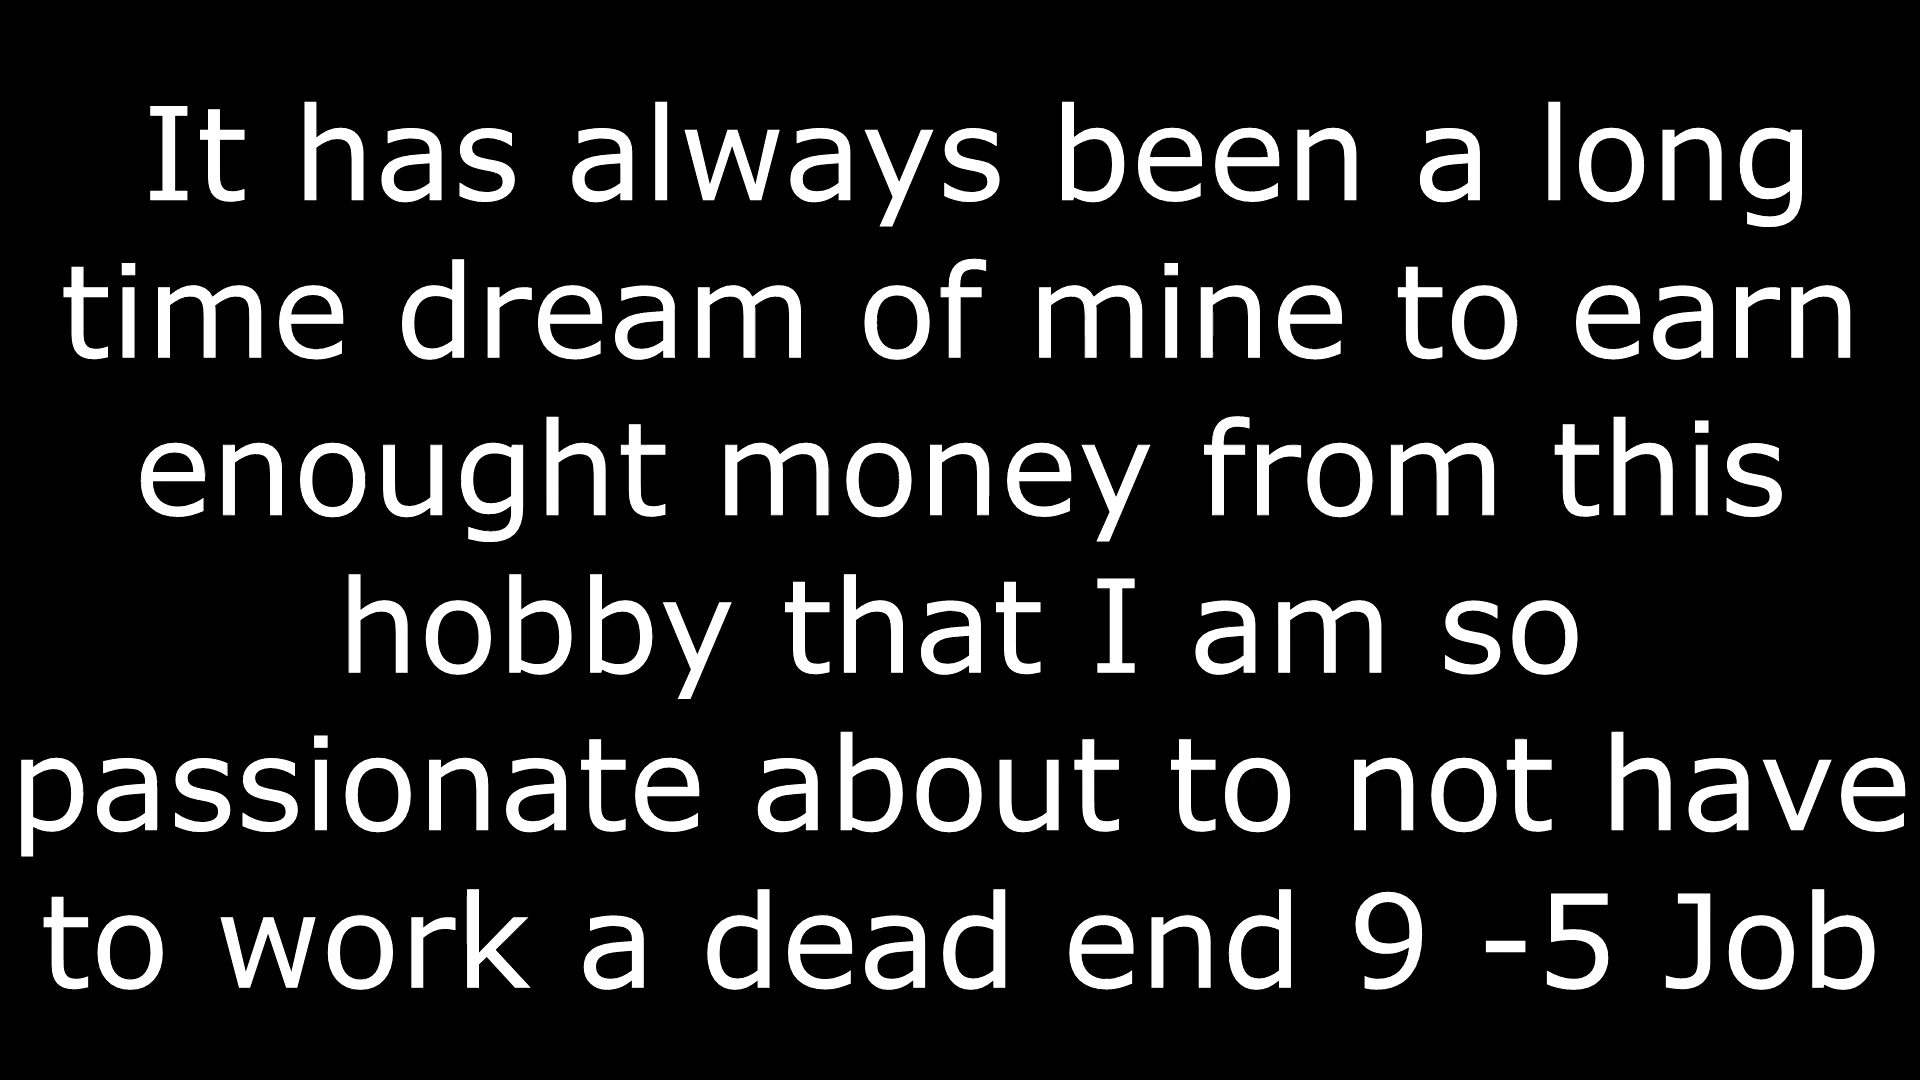 It has always been a long
time dream of mine to earn
enought money from this
hobby that I am so
passionate about to not have
to work a dead end 9 -5 Job